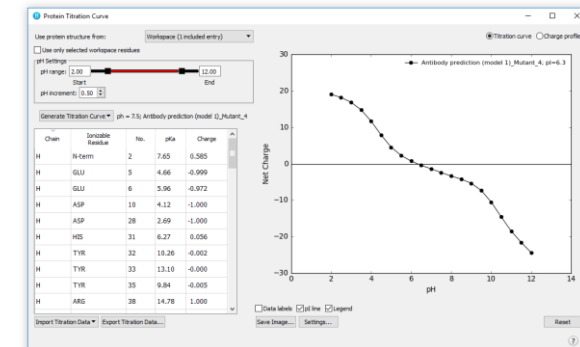 Protein Titration Curve
Use protein structure from: Workspace (1 included entry)
Titration curve Charge profile
Use only selected workspace residues
pH Settings
pH range: 2.00 12.00
Start End
pH increment: 0.50
Generate Titration Curve ph = 7.5; Antibody prediction (model 1)_Mutant_4
Chain Ionizable Residue No. pKa Charge
H N-term 2 7.65 0.585
H GLU 5 4.66 -0.999
H GLU 6 5.96 -0.972
H ASP 10 4.12 -1.000
H ASP 28 2.69 -1.000
H HIS 31 6.27 0.056
H TYR 32 10.26 -0.002
H TYR 33 13.10 -0.000
H TYR 35 9.84 -0.005
H ARG 38 14.78 1.000
Import Titration Data Export Titration Data...
Antibody prediction (model 1)_Mutant_4; pI=6.3
Net Charge
30
20
10
0
−10
−20
−30
0 2 4 6 8 10 12 14
pH
Data labels pI line Legend
Save Image... Settings... Reset
?